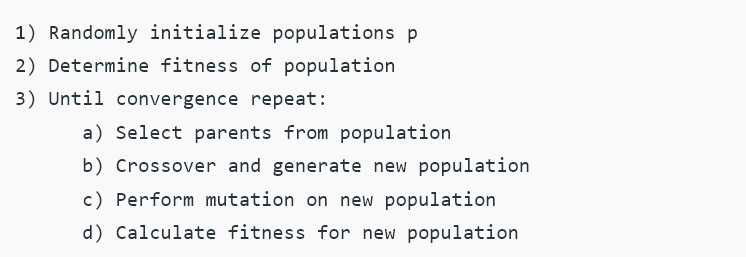 1) Randomly initialize populations p
2) Determine fitness of population
3) Until convergence repeat:
a) Select parents from population
b) Crossover and generate new population
c) Perform mutation on new population
d) Calculate fitness for new population